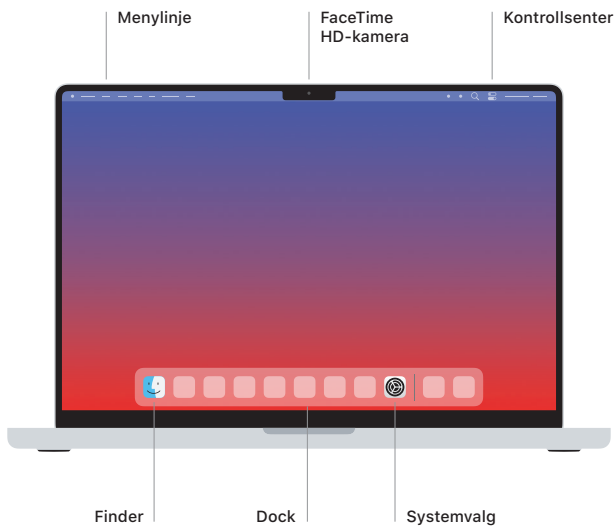 Menylinje
FaceTime
HD-kamera
Kontrollsenter
Finder
Dock
Systemvalg